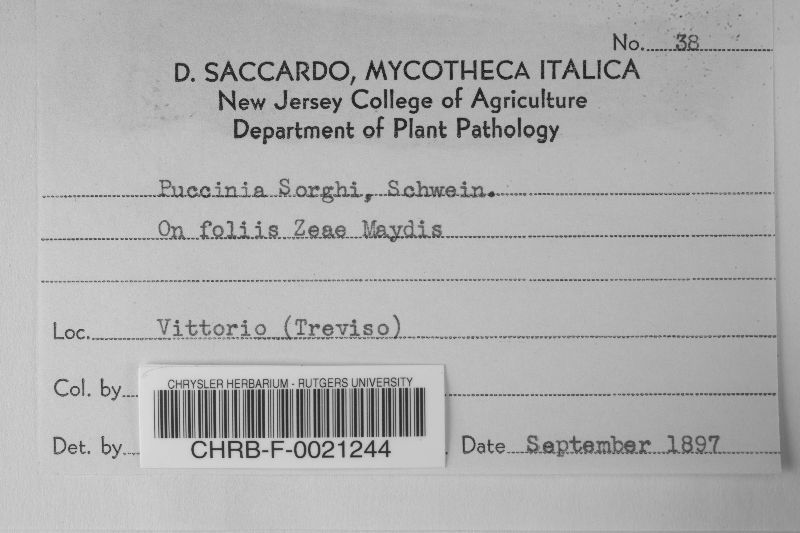 No. 38
D. SACCARDO, MYCOTHECA ITALICA
New Jersey College of Agriculture
Department of Plant Pathology
Puccinia Sorghi, Schwein.
On foliis Zeae Maydis
Loc. Vittorio (Treviso)
Col. by
CHRYSLER HERBARIUM - RUTGERS UNIVERSITY
CHRB-F-0021244
Det. by Date September 1897